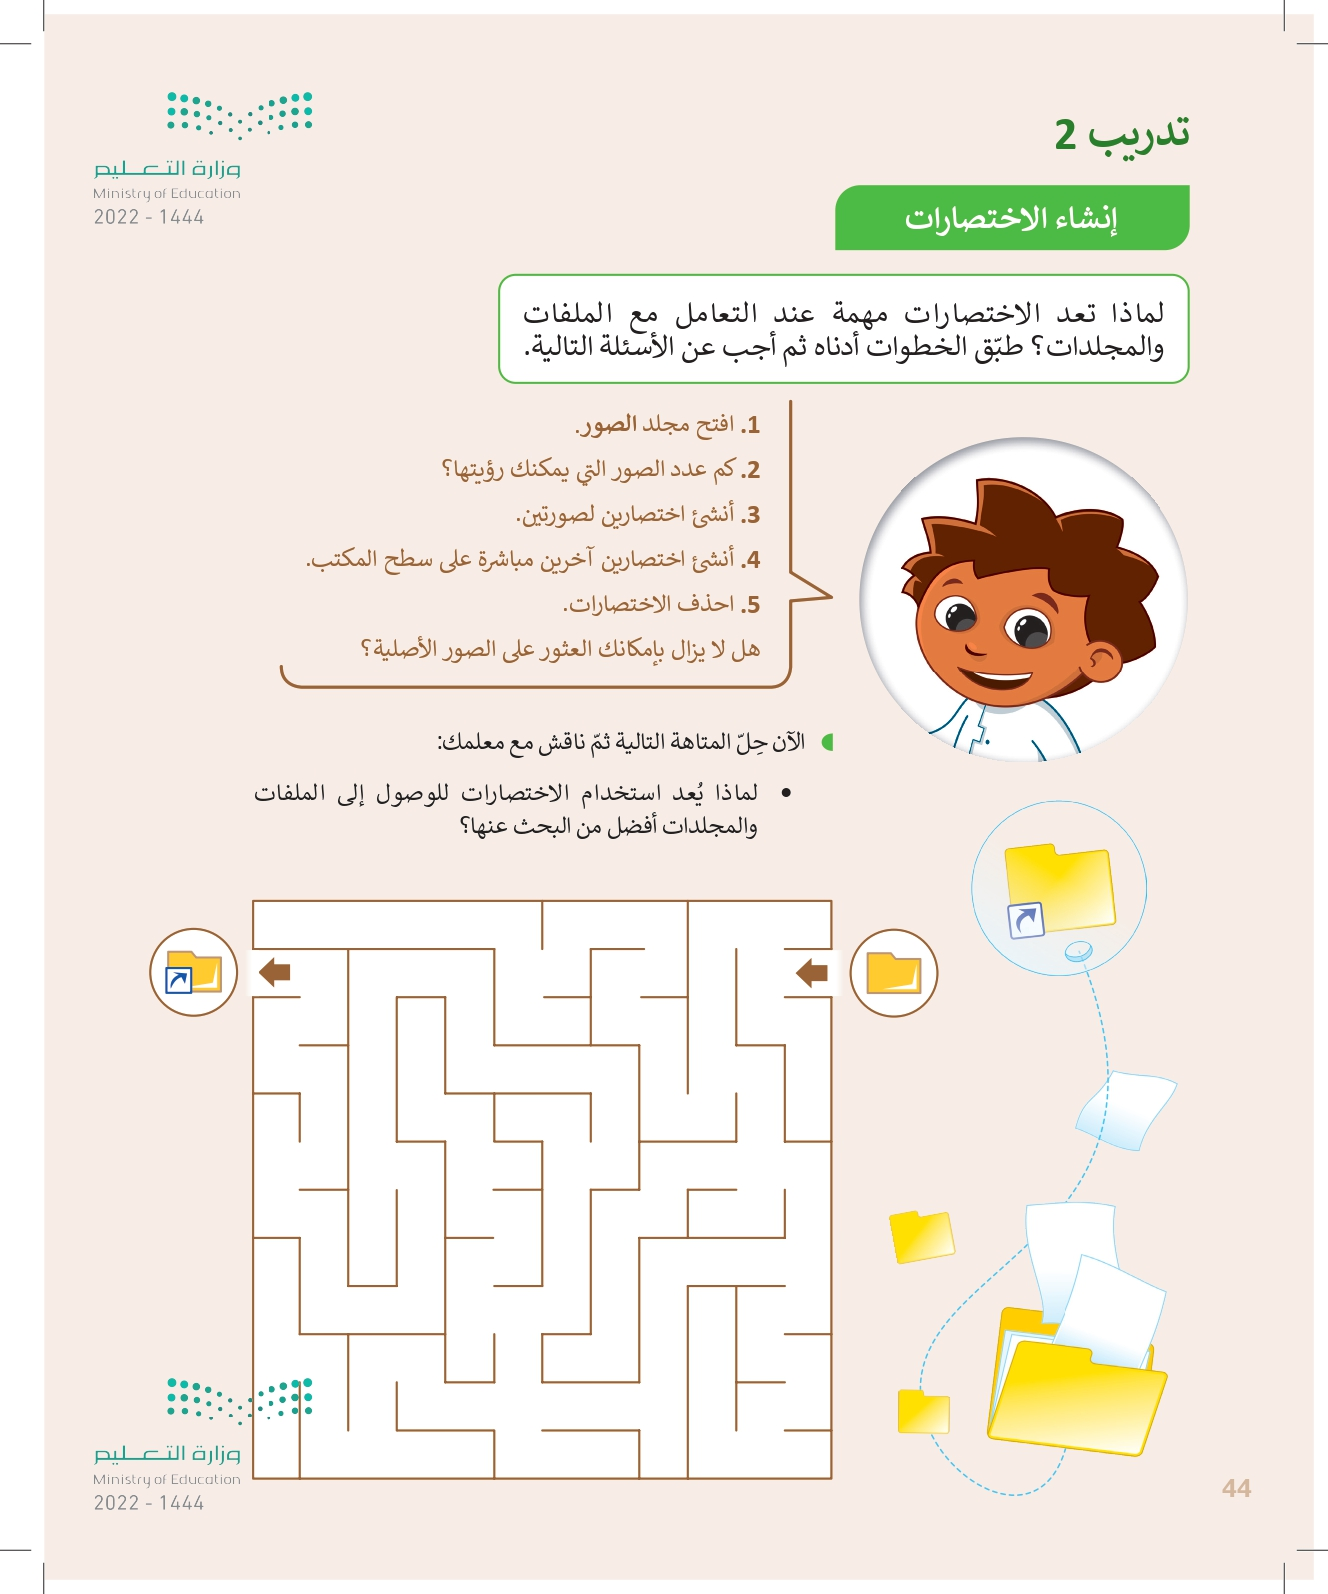 وزارة التعليم
Ministry of Education
2022 - 1444
تدريب 2
إنشاء الاختصارات
لماذا تعد الاختصارات مهمة عند التعامل مع الملفات
والمجلدات؟ طبّق الخطوات أدناه ثم أجب عن الأسئلة التالية.
1. افتح مجلد الصور.
2. كم عدد الصور التي يمكنك رؤيتها؟
3. أنشئ اختصارين لصورتين.
4. أنشئ اختصارين آخرين مباشرة على سطح المكتب.
5. احذف الاختصارات.
هل لا يزال بإمكانك العثور على الصور الأصلية؟
الآن حِلّ المتاهة التالية ثمّ ناقش مع معلمك:
• لماذا يُعد استخدام الاختصارات للوصول إلى الملفات
والمجلدات أفضل من البحث عنها؟
وزارة التعليم
Ministry of Education
2022 - 1444
44